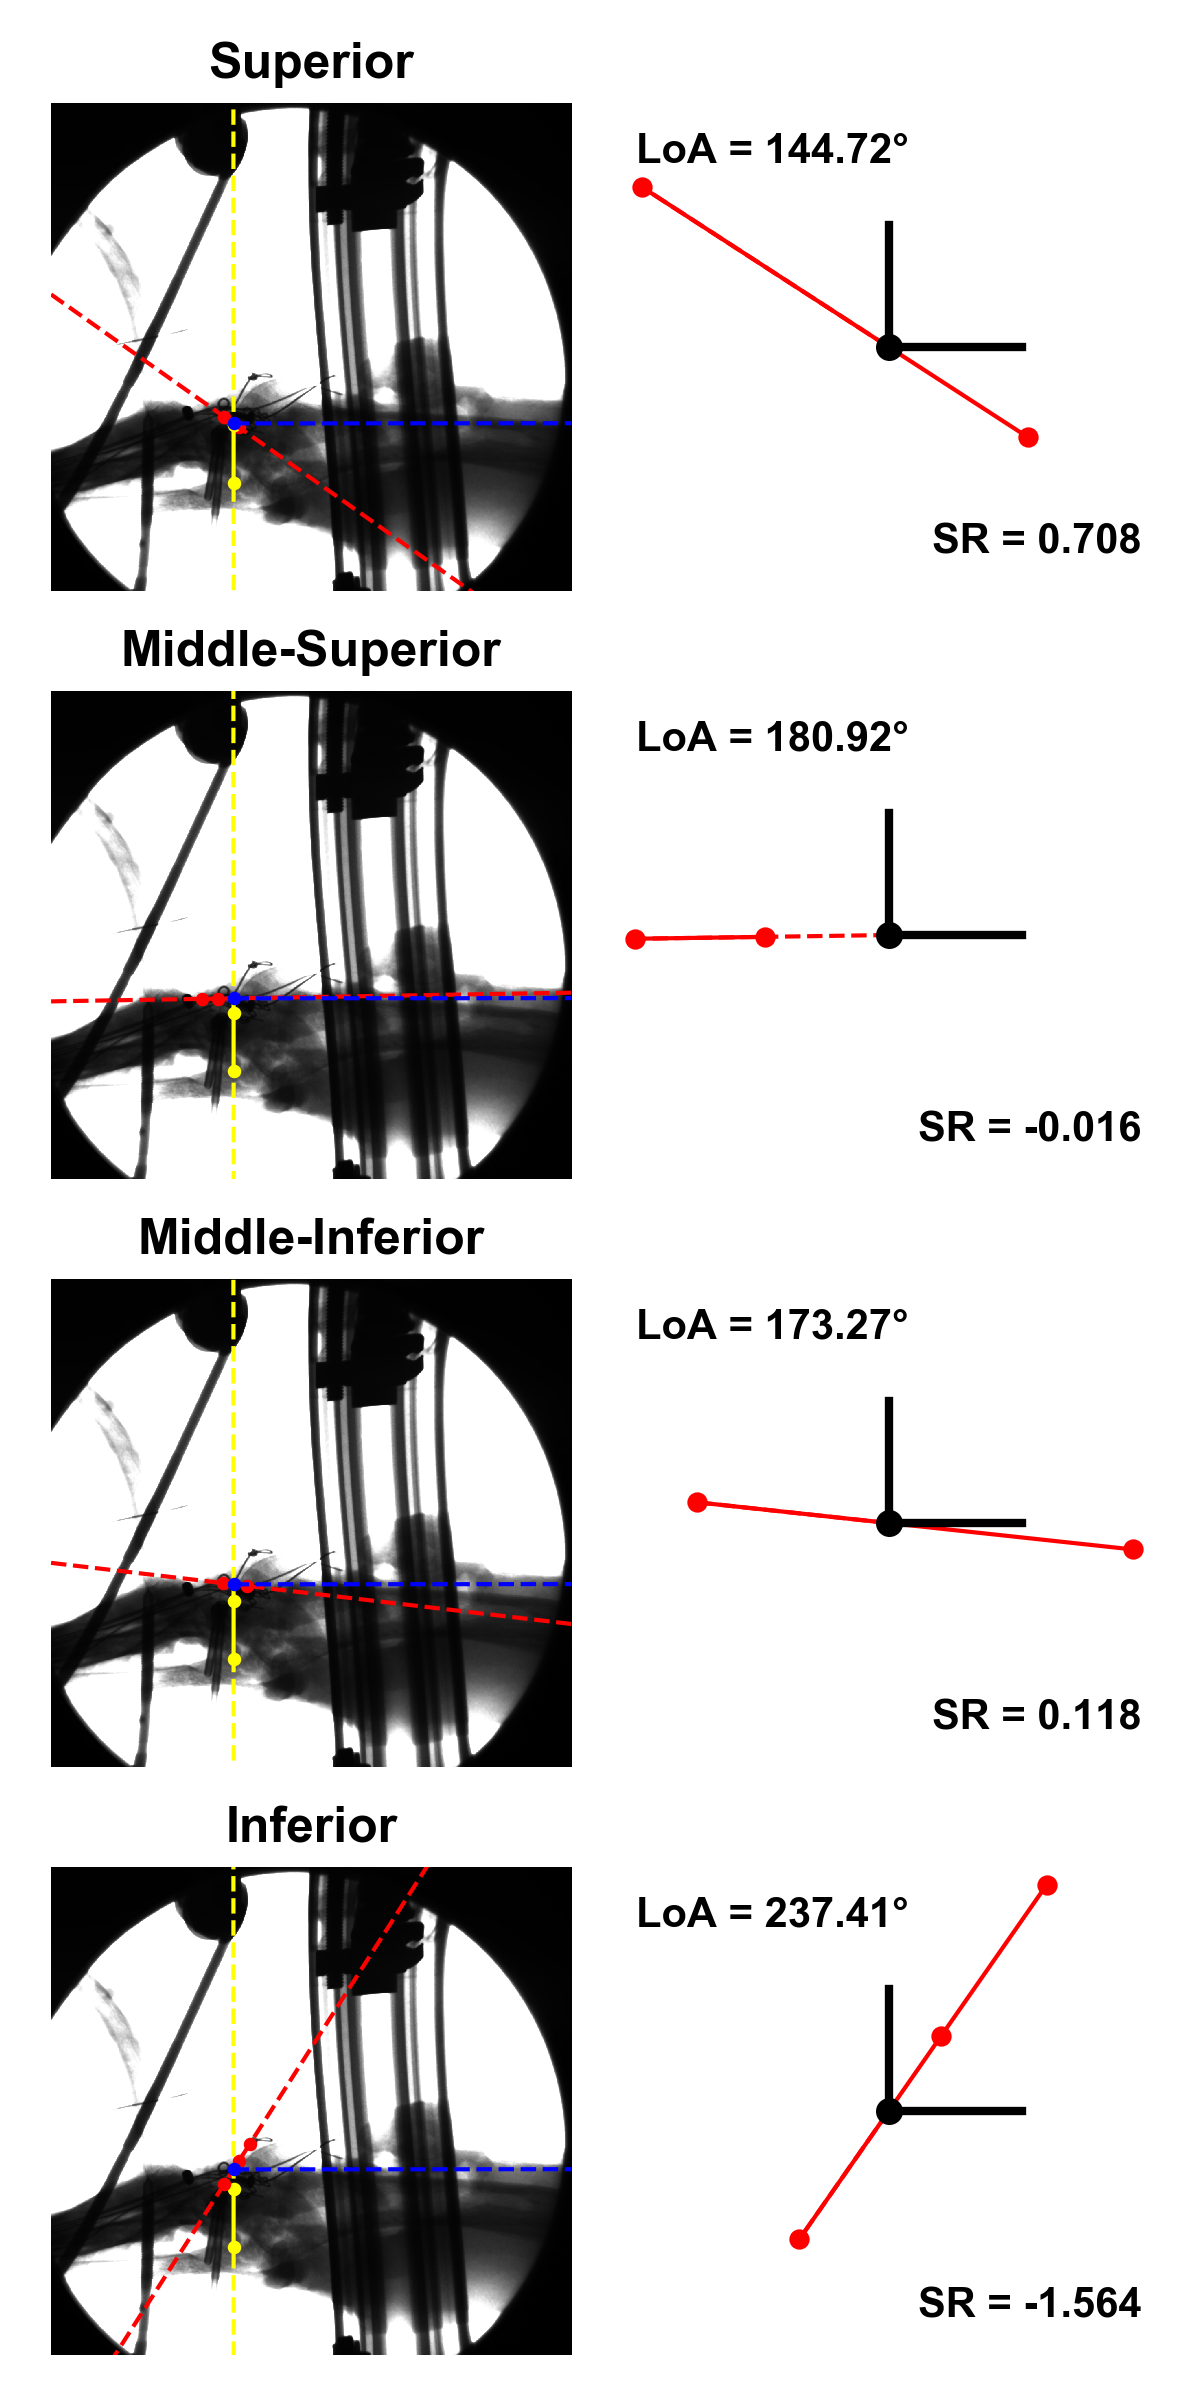 Superior
LoA = 144.72°
SR = 0.708
Middle-Superior
LoA = 180.92°
SR = -0.016
Middle-Inferior
LoA = 173.27°
SR = 0.118
Inferior
LoA = 237.41°
SR = -1.564